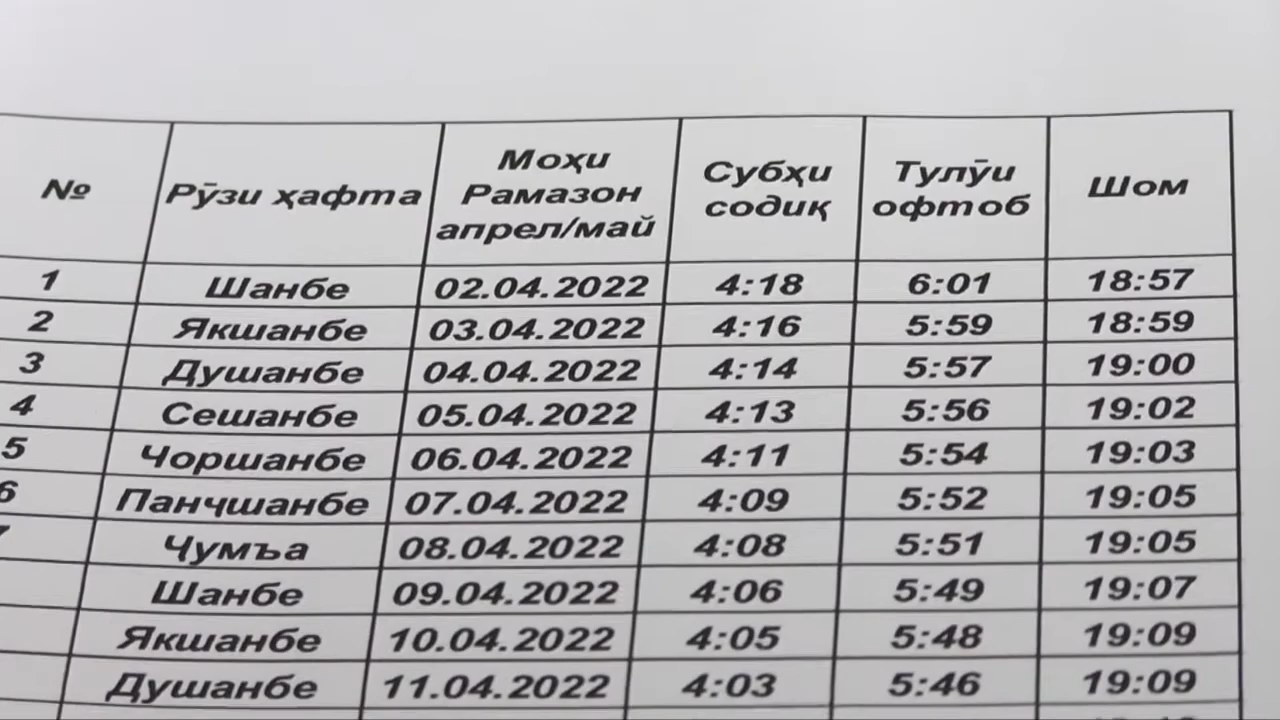 № Рӯзи ҳафта Моҳи Рамазон апрел/май Субҳи содиқ Тулӯи офтоб Шом
1 Шанбе 02.04.2022 4:18 6:01 18:57
2 Якшанбе 03.04.2022 4:16 5:59 18:59
3 Душанбе 04.04.2022 4:14 5:57 19:00
4 Сешанбе 05.04.2022 4:13 5:56 19:02
5 Чоршанбе 06.04.2022 4:11 5:54 19:03
6 Панҷшанбе 07.04.2022 4:09 5:52 19:05
Ҷумъа 08.04.2022 4:08 5:51 19:05
Шанбе 09.04.2022 4:06 5:49 19:07
Якшанбе 10.04.2022 4:05 5:48 19:09
Душанбе 11.04.2022 4:03 5:46 19:09